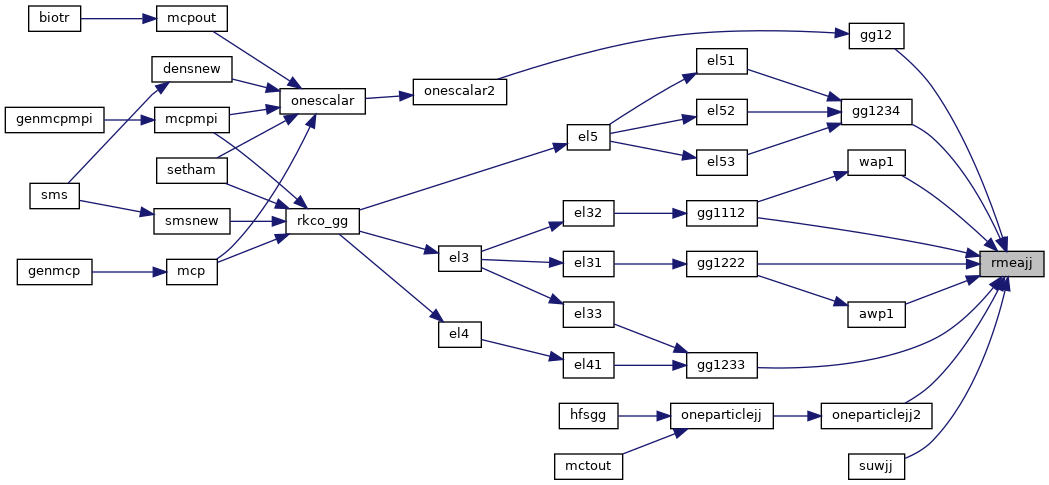 biotr
mcpout
gg12
densnew
el51
onescalar2
onescalar
genmcpmpi
mcpmpi
el52
gg1234
el5
setham
el53
wap1
sms
smsnew
rkco_gg
el32
gg1112
genmcp
mcp
el3
el31
gg1222
rmeajj
el33
awp1
el4
el41
gg1233
hfsgg
oneparticlejj
oneparticlejj2
mctout
suwjj